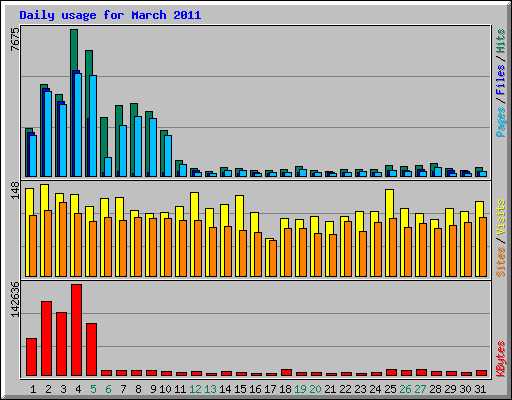 Daily usage for March 2011
7675
Pages / Files / Hits
148
Sites / Visits
142636
KBytes
1 2 3 4 5 6 7 8 9 10 11 12 13 14 15 16 17 18 19 20 21 22 23 24 25 26 27 28 29 30 31